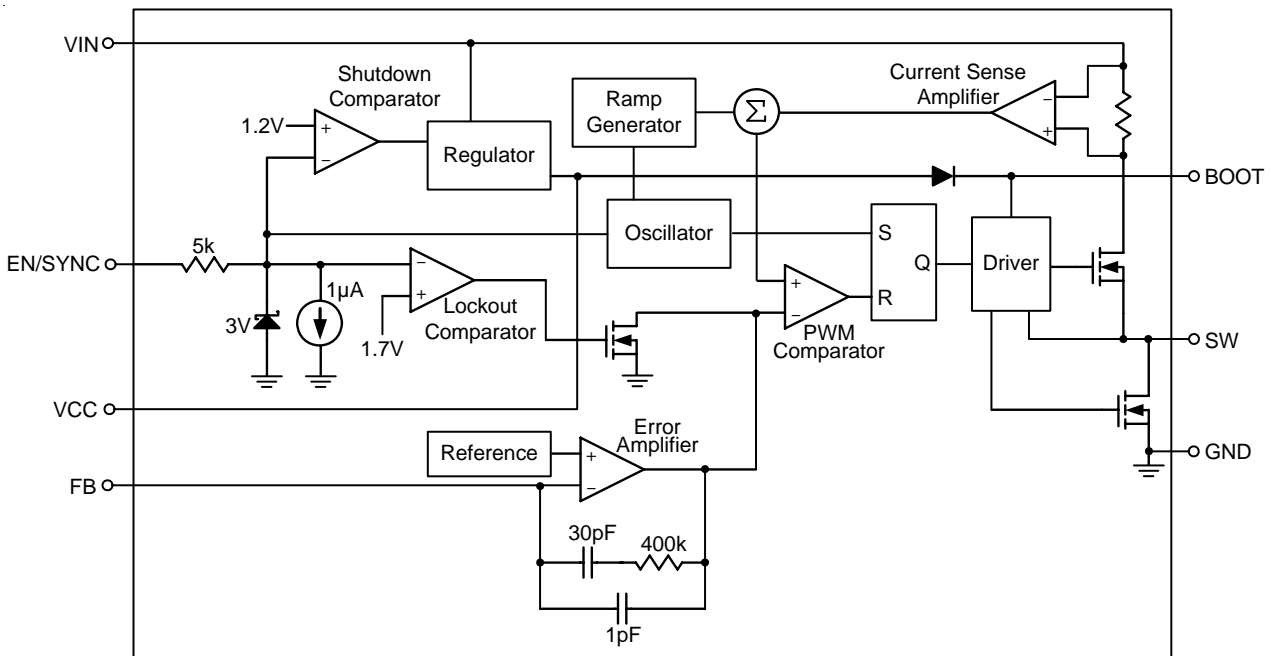 VIN
Shutdown
Comparator
1.2V
+
−
Regulator
Ramp
Generator
Σ
Current Sense
Amplifier
−
+
BOOT
Oscillator
S
Q
R
Driver
EN/SYNC
5k
3V
1µA
−
+
1.7V
Lockout
Comparator
+
−
PWM
Comparator
SW
VCC
Reference
Error
Amplifier
+
−
GND
FB
30pF
400k
1pF